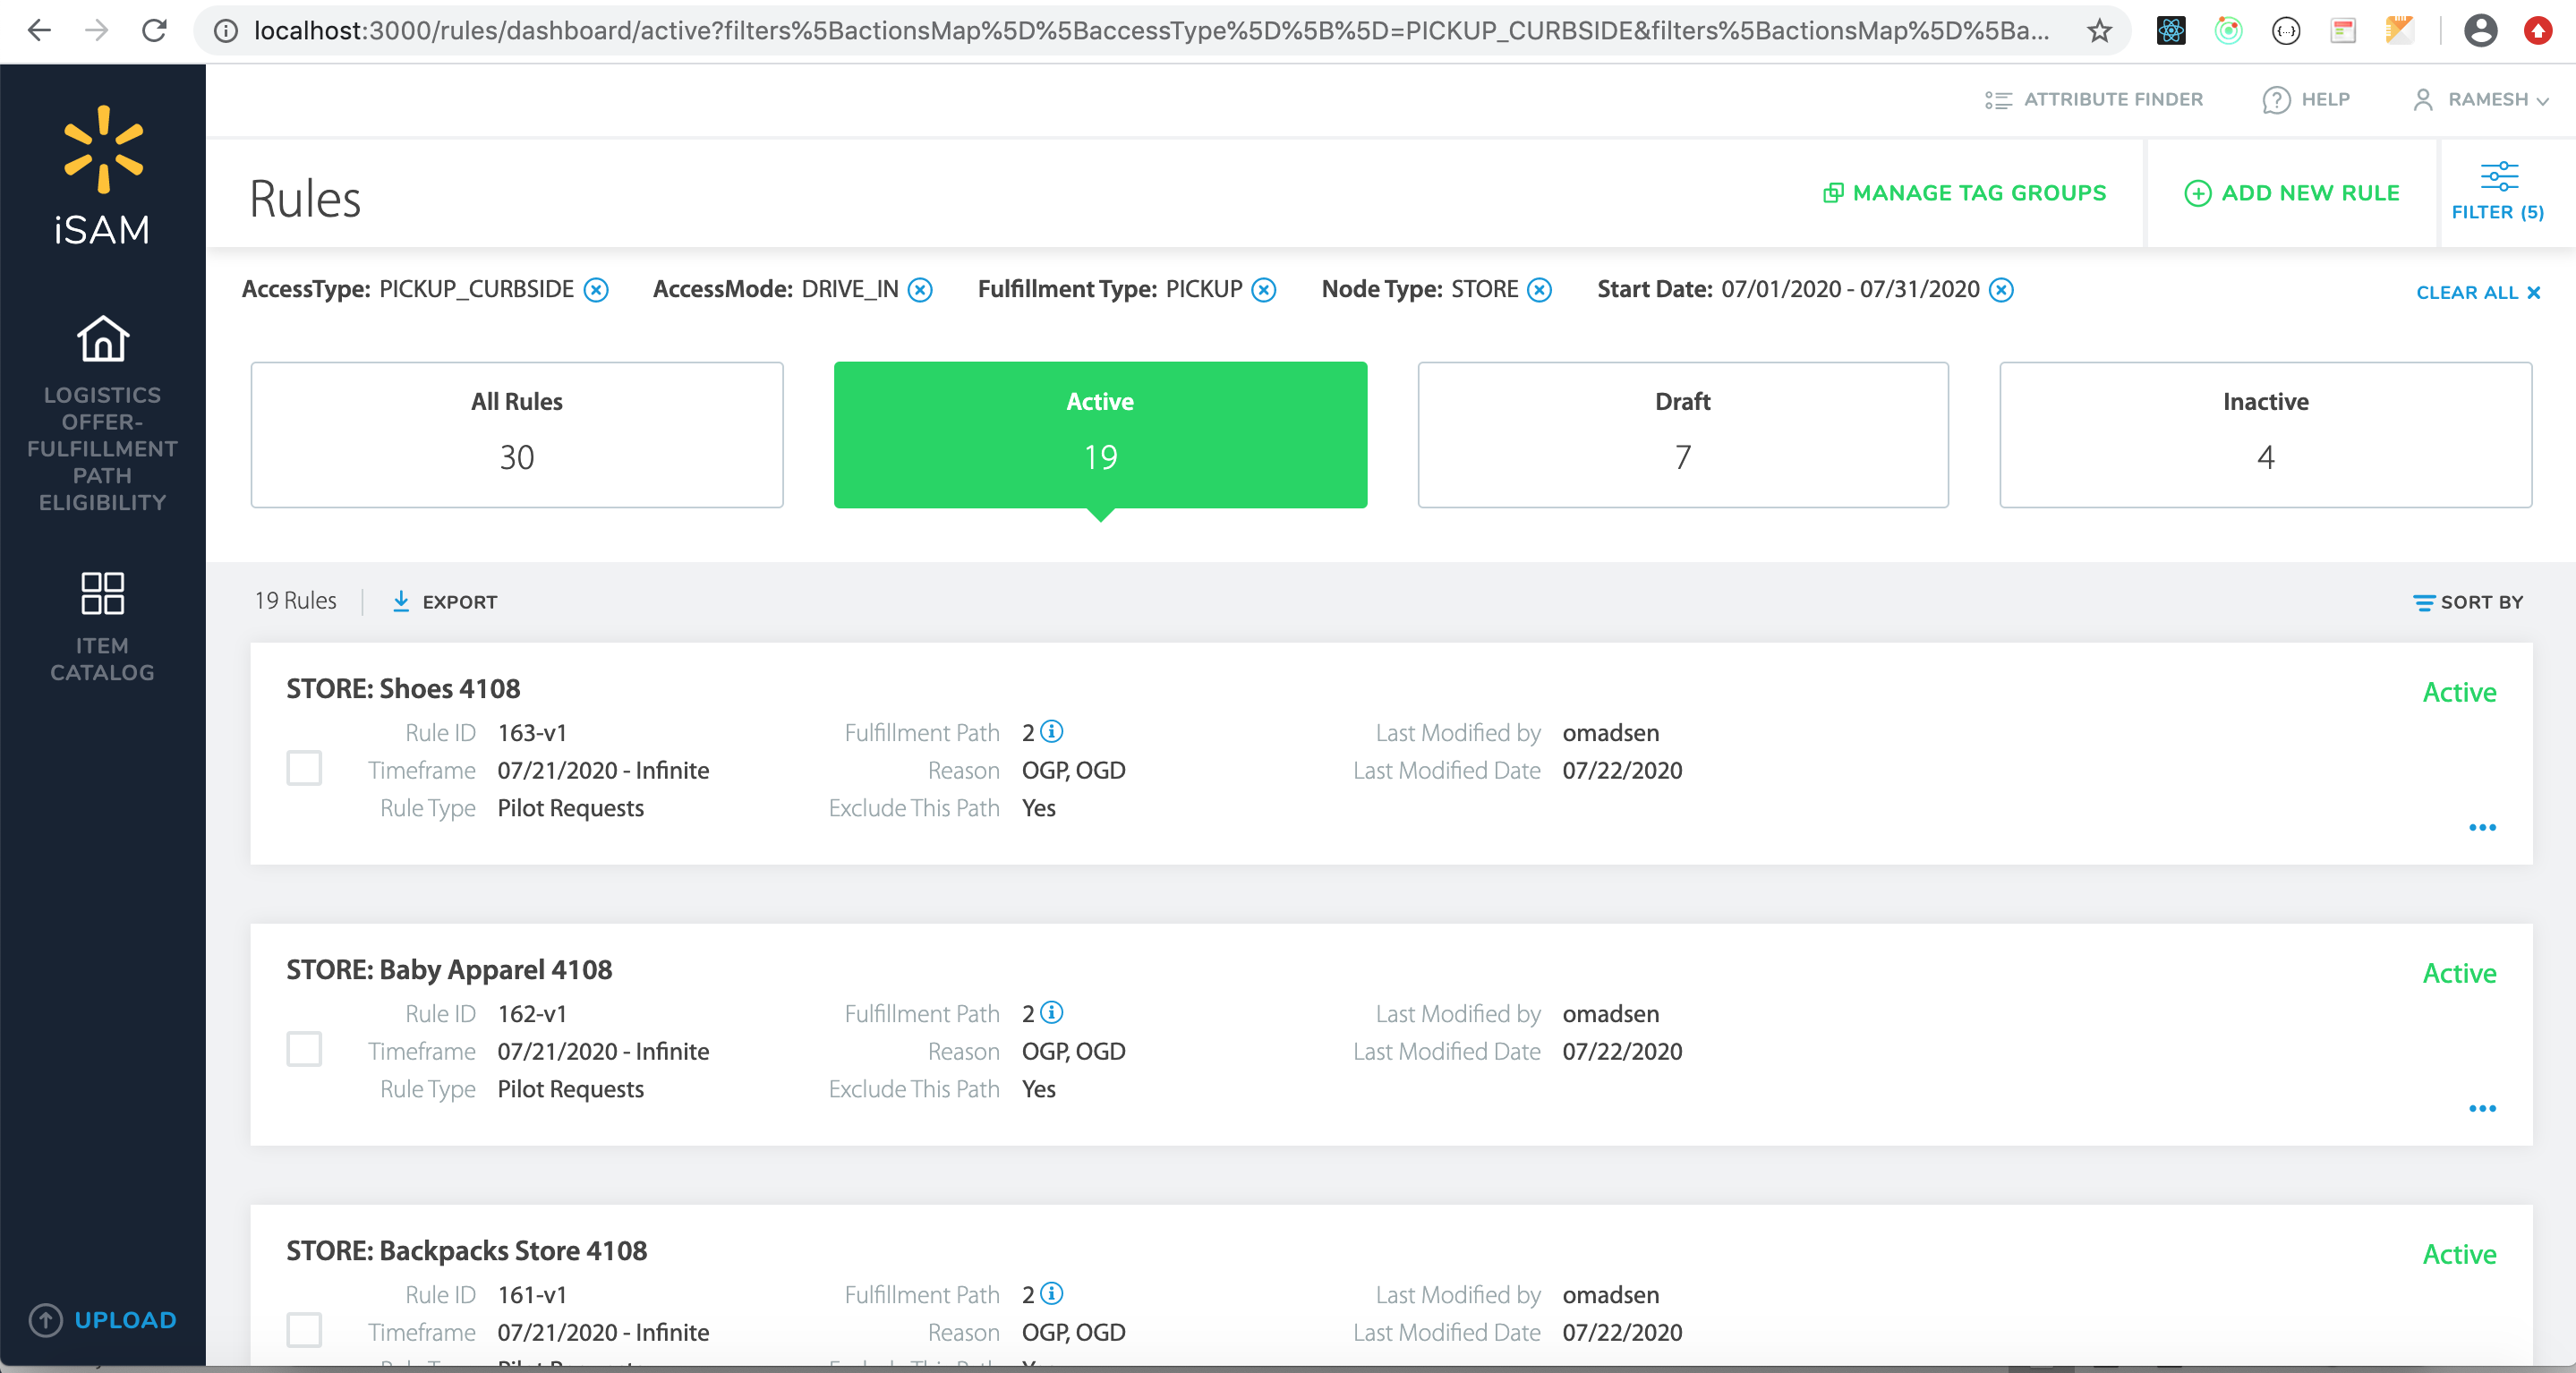 localhost:3000/rules/dashboard/active?filters%5BactionsMap%5D%5BaccessType%5D%5B%5D=PICKUP_CURBSIDE&filters%5BactionsMap%5D%5Ba...
ATTRIBUTE FINDER
HELP
RAMESH
iSAM
Rules
MANAGE TAG GROUPS
ADD NEW RULE
FILTER (5)
AccessType: PICKUP_CURBSIDE
AccessMode: DRIVE_IN
Fulfillment Type: PICKUP
Node Type: STORE
Start Date: 07/01/2020 - 07/31/2020
CLEAR ALL
LOGISTICS
OFFER-
FULFILLMENT
PATH
ELIGIBILITY
ITEM
CATALOG
UPLOAD
All Rules
30
Active
19
Draft
7
Inactive
4
19 Rules
EXPORT
SORT BY
STORE: Shoes 4108
Active
Rule ID 163-v1
Fulfillment Path 2
Last Modified by omadsen
Timeframe 07/21/2020 - Infinite
Reason OGP, OGD
Last Modified Date 07/22/2020
Rule Type Pilot Requests
Exclude This Path Yes
STORE: Baby Apparel 4108
Active
Rule ID 162-v1
Fulfillment Path 2
Last Modified by omadsen
Timeframe 07/21/2020 - Infinite
Reason OGP, OGD
Last Modified Date 07/22/2020
Rule Type Pilot Requests
Exclude This Path Yes
STORE: Backpacks Store 4108
Active
Rule ID 161-v1
Fulfillment Path 2
Last Modified by omadsen
Timeframe 07/21/2020 - Infinite
Reason OGP, OGD
Last Modified Date 07/22/2020